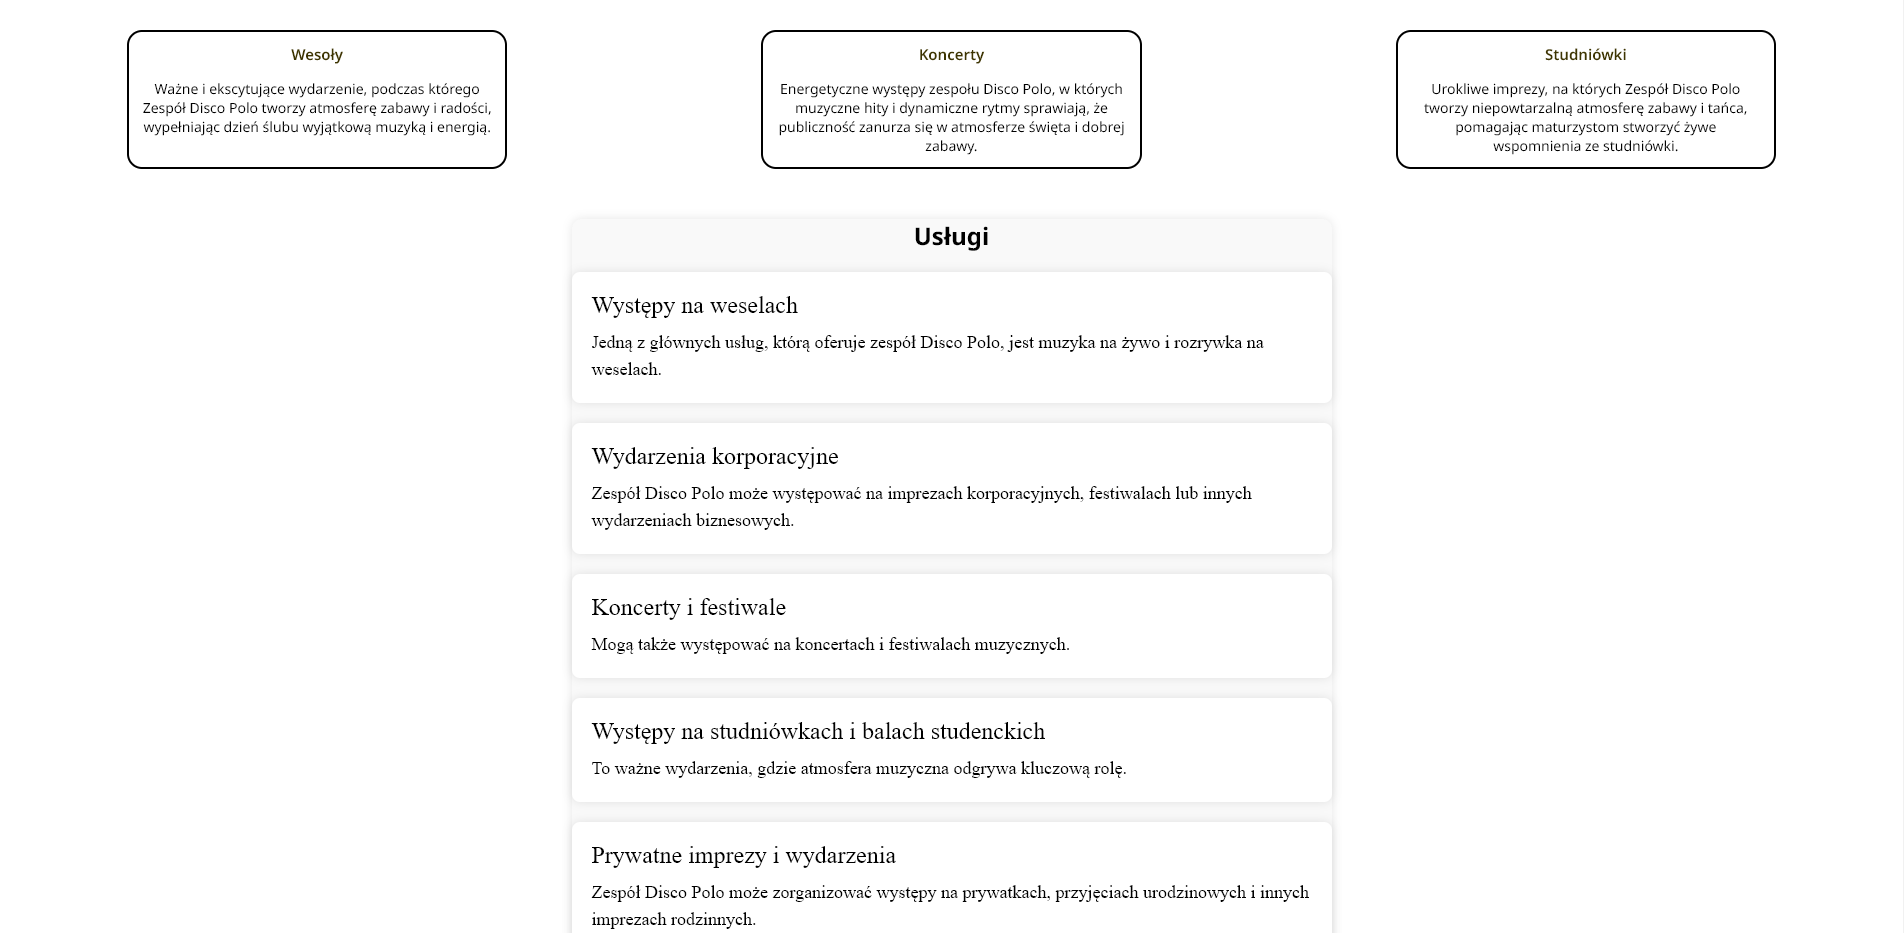 Wesoły
Ważne i ekscytujące wydarzenie, podczas którego
Zespół Disco Polo tworzy atmosferę zabawy i radości,
wypełniając dzień ślubu wyjątkową muzyką i energią.
Koncerty
Energetyczne występy zespołu Disco Polo, w których
muzyczne hity i dynamiczne rytmy sprawiają, że
publiczność zanurza się w atmosferze święta i dobrej
zabawy.
Studniówki
Urokliwe imprezy, na których Zespół Disco Polo
tworzy niepowtarzalną atmosferę zabawy i tańca,
pomagając maturzystom stworzyć żywe
wspomnienia ze studniówki.
Usługi
Występy na weselach
Jedną z głównych usług, którą oferuje zespół Disco Polo, jest muzyka na żywo i rozrywka na
weselach.
Wydarzenia korporacyjne
Zespół Disco Polo może występować na imprezach korporacyjnych, festiwalach lub innych
wydarzeniach biznesowych.
Koncerty i festiwale
Mogą także występować na koncertach i festiwalach muzycznych.
Występy na studniówkach i balach studenckich
To ważne wydarzenia, gdzie atmosfera muzyczna odgrywa kluczową rolę.
Prywatne imprezy i wydarzenia
Zespół Disco Polo może zorganizować występy na prywatkach, przyjęciach urodzinowych i innych
imprezach rodzinnych.